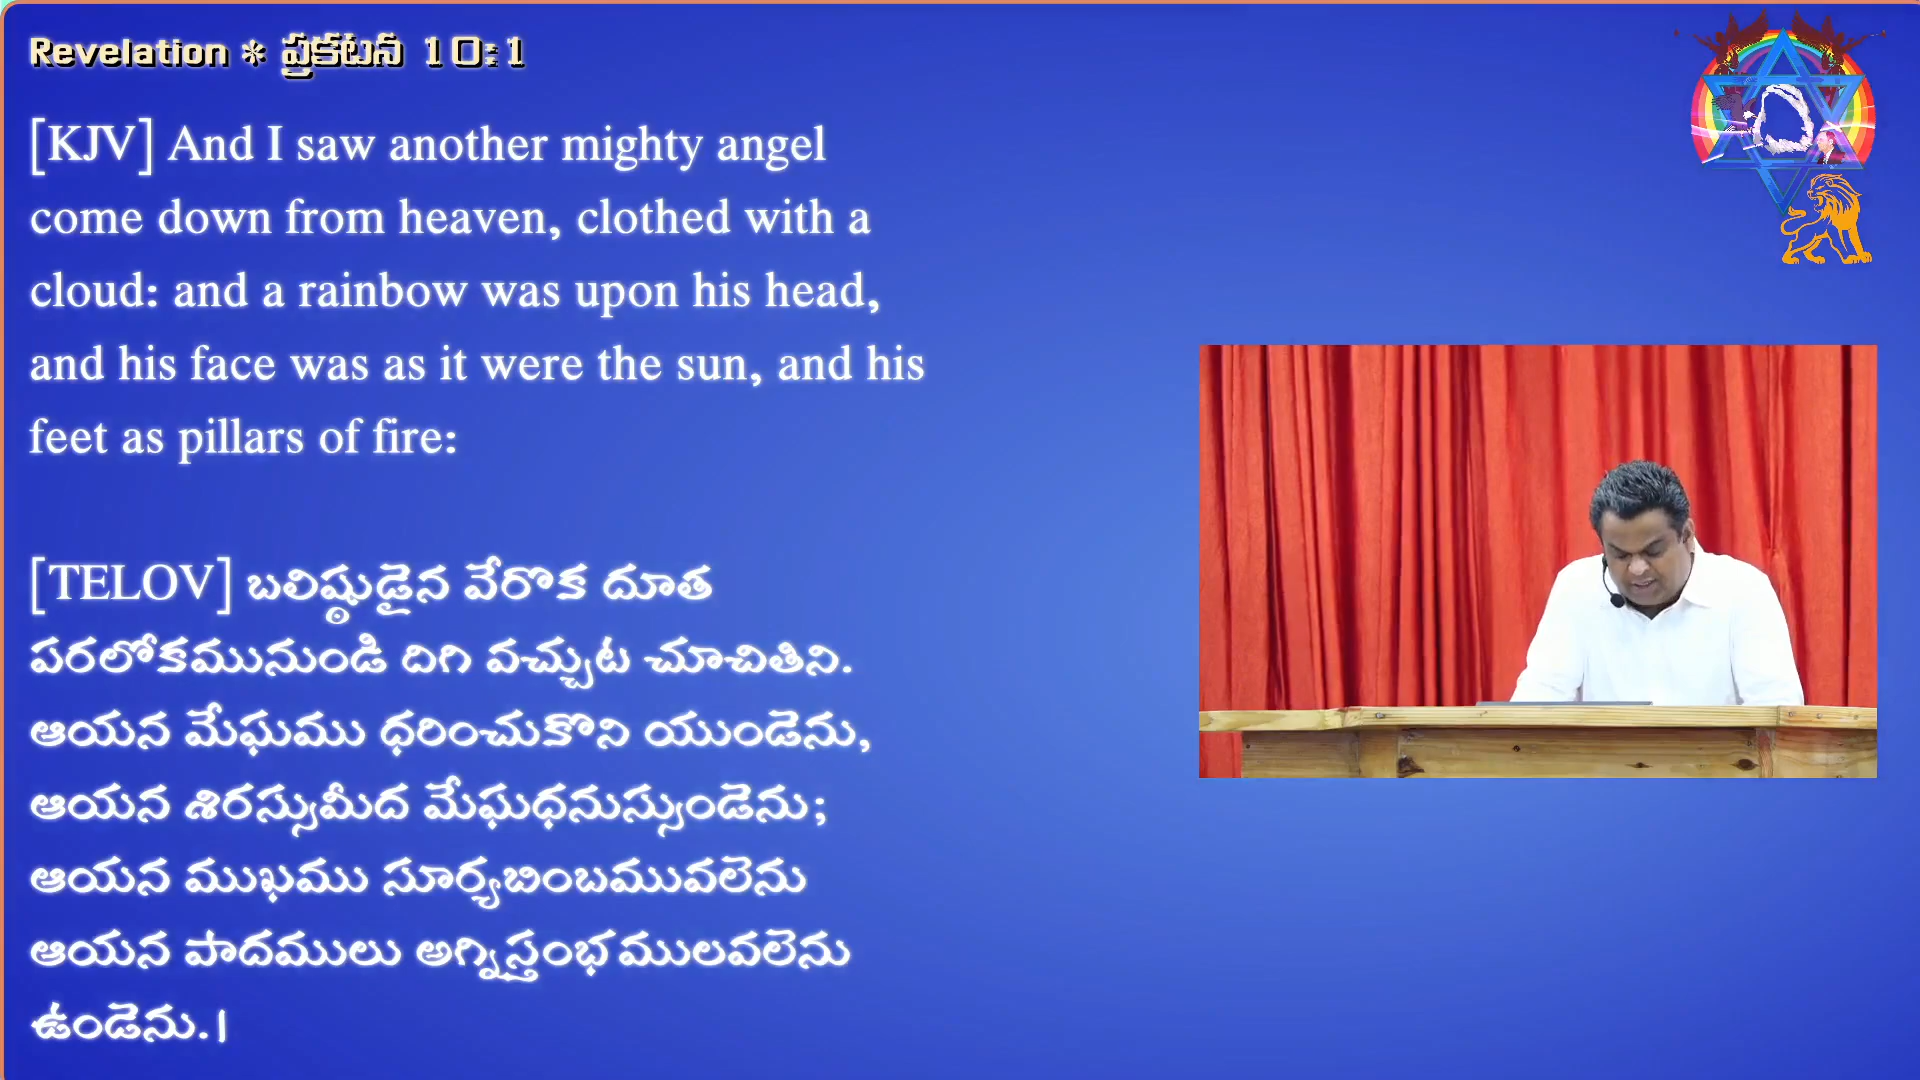 Revelation * ప్రకటన 10:1
[KJV] And I saw another mighty angel
come down from heaven, clothed with a
cloud: and a rainbow was upon his head,
and his face was as it were the sun, and his
feet as pillars of fire:
[TELOV] బలిష్ఠుడైన వేరొక దూత
పరలోకమునుండి దిగి వచ్చుట చూచితిని.
ఆయన మేఘము ధరించుకొని యుండెను,
ఆయన శిరస్సుమీద మేఘధనుస్సుండెను;
ఆయన ముఖము సూర్యబింబమువలెను
ఆయన పాదములు అగ్నిస్తంభములవలెను
ఉండెను.|